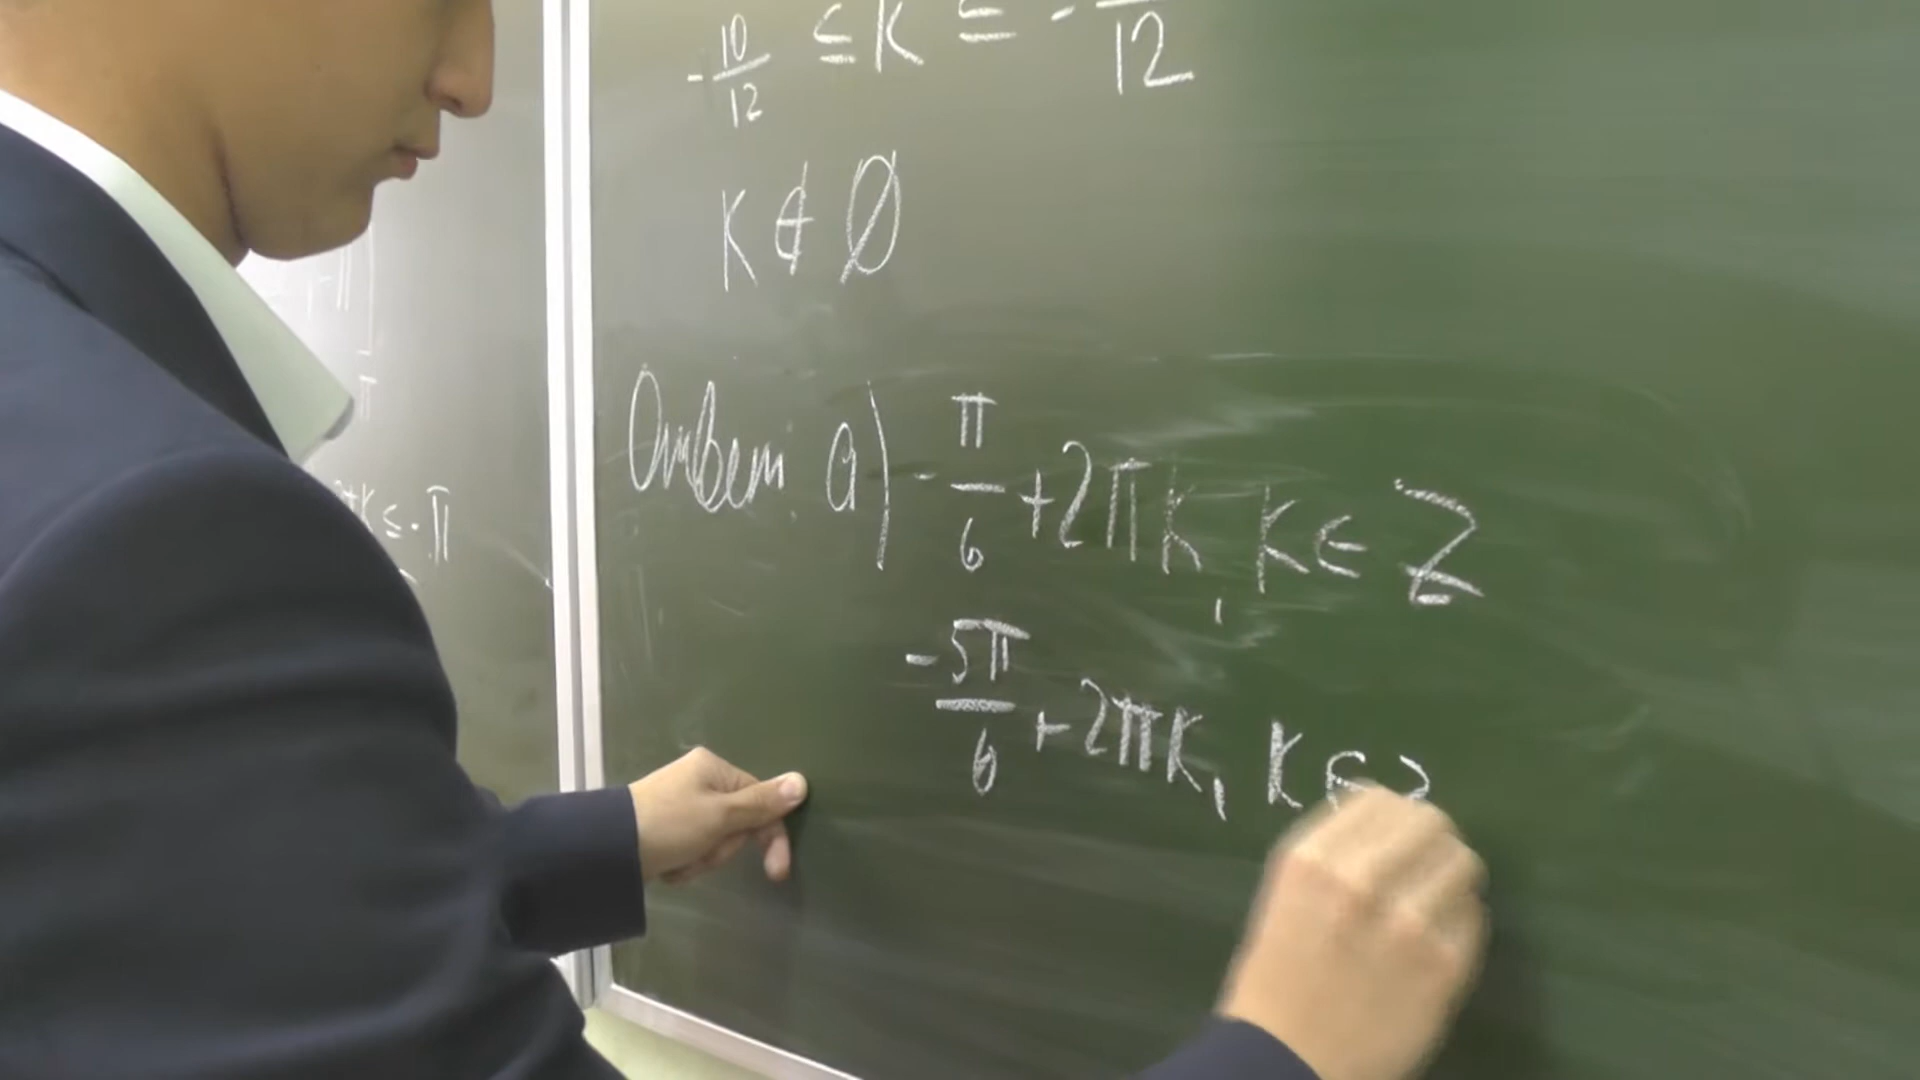 -10/12 ≤ K ≤ - /12
K ∉ Ø
Ответ: а) -π/6 + 2πk, k ∈ Z
-5π/6 + 2πk, k ∈ Z
k ≤ -π